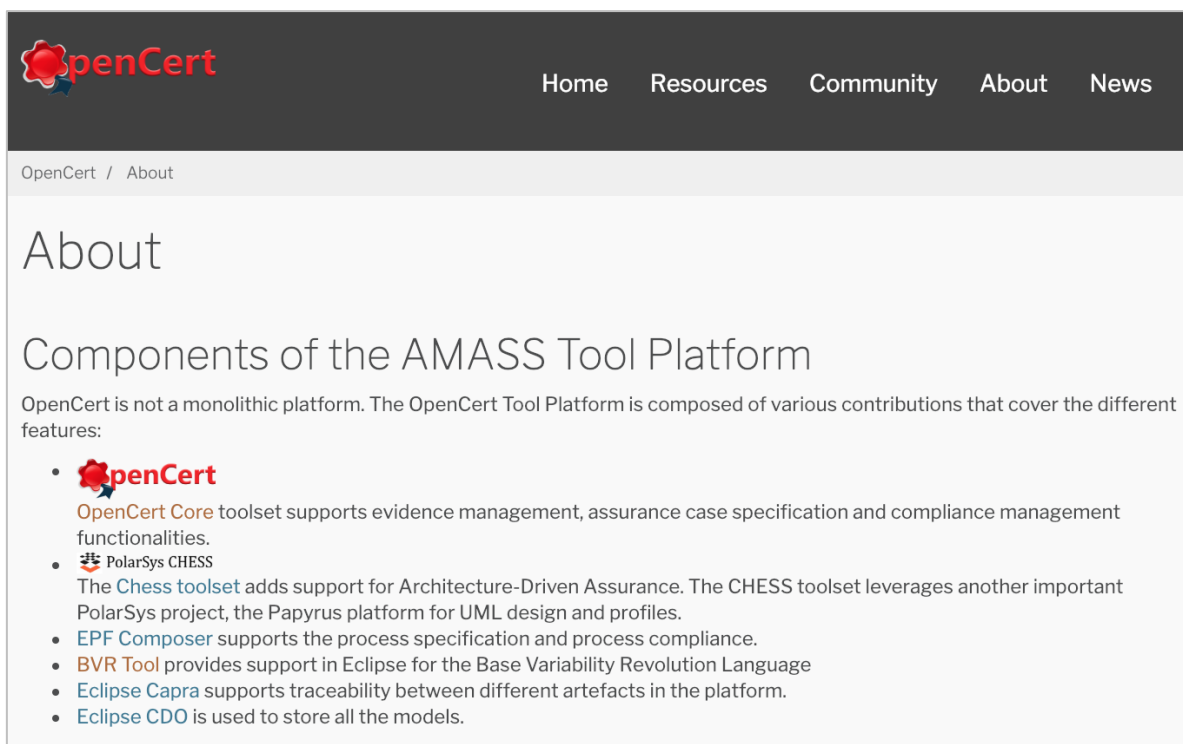 OpenCert
Home Resources Community About News
OpenCert / About
About
Components of the AMASS Tool Platform
OpenCert is not a monolithic platform. The OpenCert Tool Platform is composed of various contributions that cover the different
features:
OpenCert
OpenCert Core toolset supports evidence management, assurance case specification and compliance management
functionalities.
PolarSys CHESS
The Chess toolset adds support for Architecture-Driven Assurance. The CHESS toolset leverages another important
PolarSys project, the Papyrus platform for UML design and profiles.
EPF Composer supports the process specification and process compliance.
BVR Tool provides support in Eclipse for the Base Variability Revolution Language
Eclipse Capra supports traceability between different artefacts in the platform.
Eclipse CDO is used to store all the models.